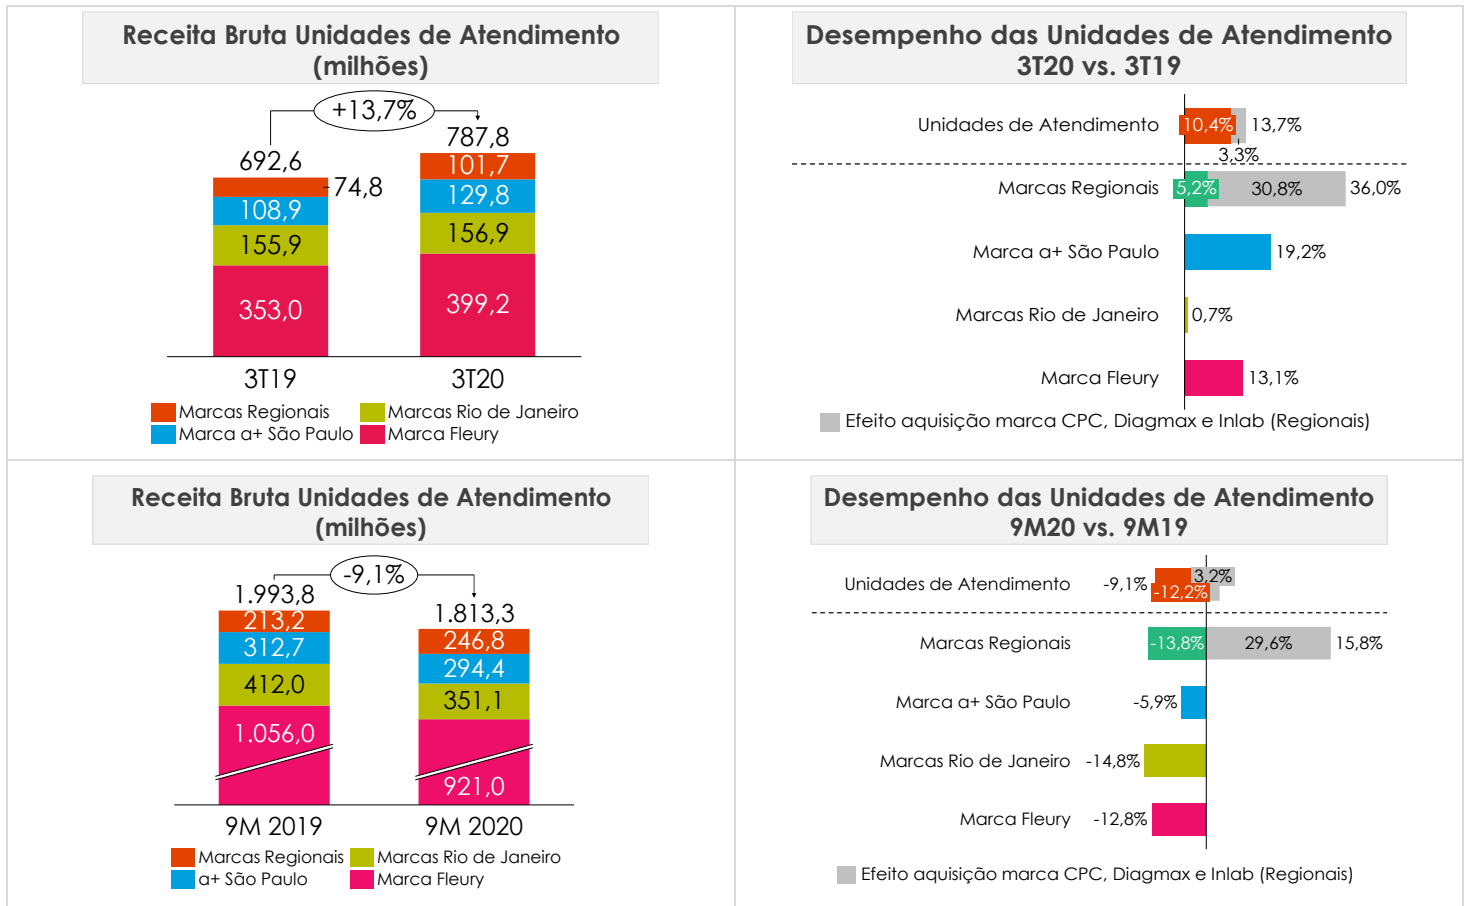 Receita Bruta Unidades de Atendimento
(milhões)
+13,7%
692,6
787,8
74,8
101,7
108,9
129,8
155,9
156,9
353,0
399,2
3T19
3T20
Marcas Regionais
Marcas Rio de Janeiro
Marca a+ São Paulo
Marca Fleury
Desempenho das Unidades de Atendimento
3T20 vs. 3T19
Unidades de Atendimento
10,4%
13,7%
3,3%
Marcas Regionais
5,2%
30,8%
36,0%
Marca a+ São Paulo
19,2%
Marcas Rio de Janeiro
0,7%
Marca Fleury
13,1%
Efeito aquisição marca CPC, Diagmax e Inlab (Regionais)
Receita Bruta Unidades de Atendimento
(milhões)
-9,1%
1.993,8
1.813,3
213,2
246,8
312,7
294,4
412,0
351,1
1.056,0
921,0
9M 2019
9M 2020
Marcas Regionais
Marcas Rio de Janeiro
a+ São Paulo
Marca Fleury
Desempenho das Unidades de Atendimento
9M20 vs. 9M19
Unidades de Atendimento
-9,1%
3,2%
-12,2%
Marcas Regionais
-13,8%
29,6%
15,8%
Marca a+ São Paulo
-5,9%
Marcas Rio de Janeiro
-14,8%
Marca Fleury
-12,8%
Efeito aquisição marca CPC, Diagmax e Inlab (Regionais)